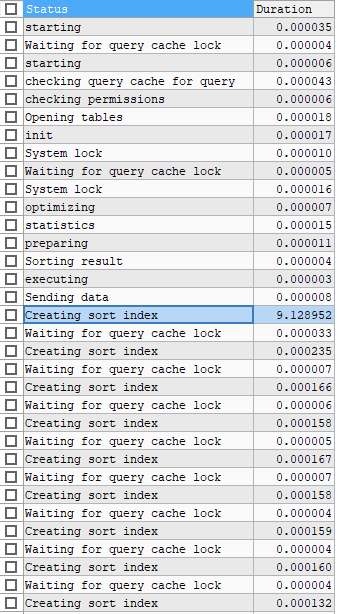 Status Duration
starting 0.000035
Waiting for query cache lock 0.000004
starting 0.000006
checking query cache for query 0.000043
checking permissions 0.000006
Opening tables 0.000018
init 0.000017
System lock 0.000010
Waiting for query cache lock 0.000005
System lock 0.000016
optimizing 0.000007
statistics 0.000015
preparing 0.000011
Sorting result 0.000004
executing 0.000003
Sending data 0.000008
Creating sort index 9.128952
Waiting for query cache lock 0.000033
Creating sort index 0.000235
Waiting for query cache lock 0.000007
Creating sort index 0.000166
Waiting for query cache lock 0.000006
Creating sort index 0.000158
Waiting for query cache lock 0.000005
Creating sort index 0.000167
Waiting for query cache lock 0.000007
Creating sort index 0.000158
Waiting for query cache lock 0.000004
Creating sort index 0.000159
Waiting for query cache lock 0.000004
Creating sort index 0.000160
Waiting for query cache lock 0.000004
Creating sort index 0.000132